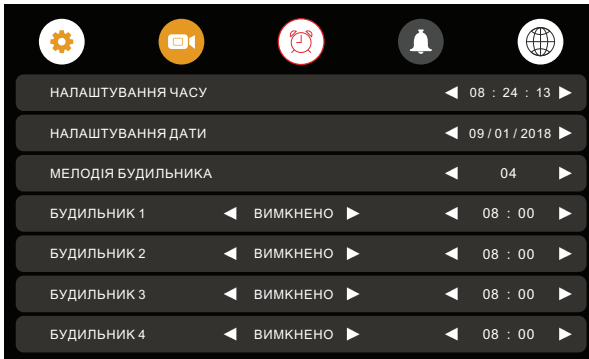 НАЛАШТУВАННЯ ЧАСУ 08 : 24 : 13
НАЛАШТУВАННЯ ДАТИ 09 / 01 / 2018
МЕЛОДІЯ БУДИЛЬНИКА 04
БУДИЛЬНИК 1 ВИМКНЕНО 08 : 00
БУДИЛЬНИК 2 ВИМКНЕНО 08 : 00
БУДИЛЬНИК 3 ВИМКНЕНО 08 : 00
БУДИЛЬНИК 4 ВИМКНЕНО 08 : 00